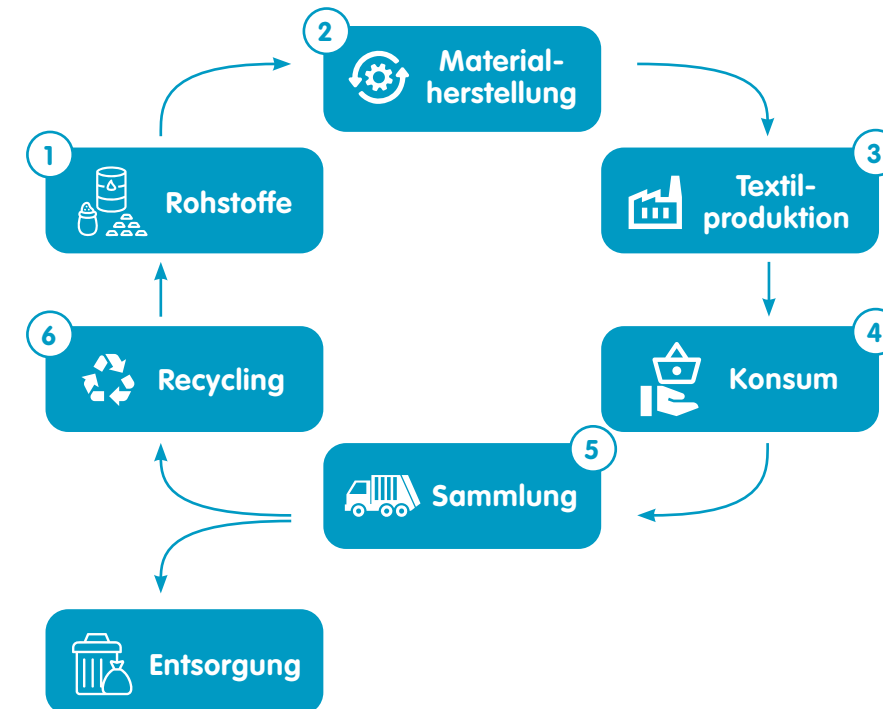 1
Rohstoffe
2
Material-
herstellung
3
Textil-
produktion
4
Konsum
5
Sammlung
6
Recycling
Entsorgung